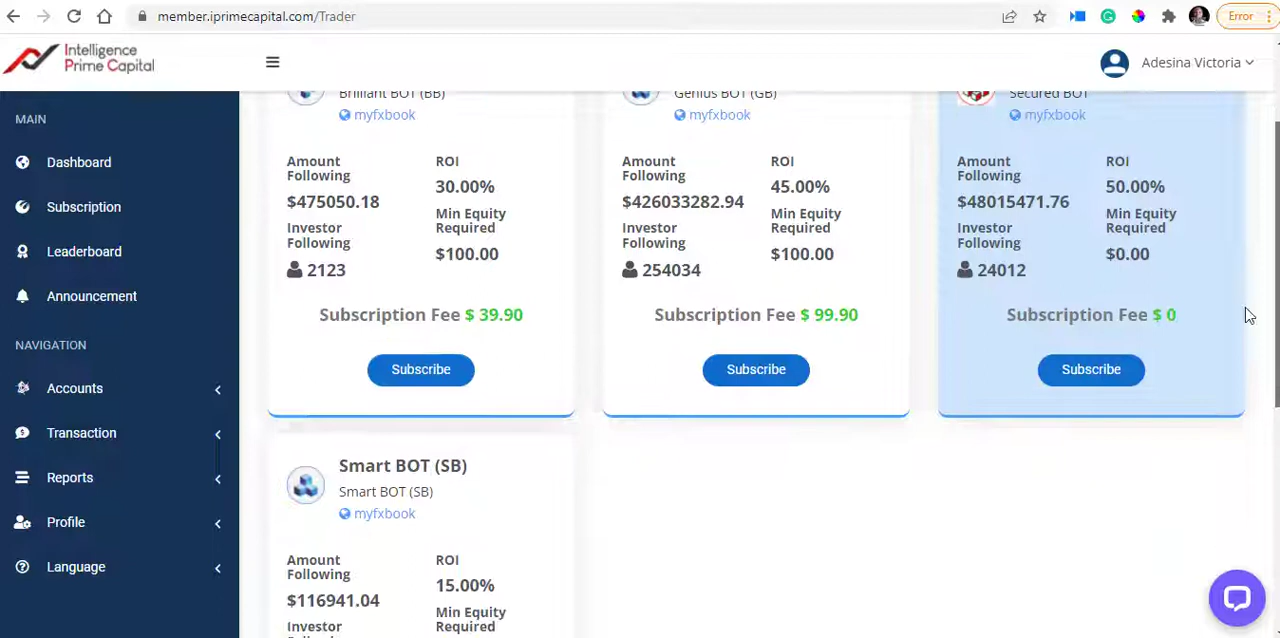 member.iprimecapital.com/Trader
Error
Intelligence
Prime Capital
Adesina Victoria
MAIN
Dashboard
Subscription
Leaderboard
Announcement
NAVIGATION
Accounts
Transaction
Reports
Profile
Language
Brilliant BOT (BB)
myfxbook
Amount
Following
$475050.18
Investor
Following
2123
ROI
30.00%
Min Equity
Required
$100.00
Subscription Fee $ 39.90
Subscribe
Genius BOT (GB)
myfxbook
Amount
Following
$426033282.94
Investor
Following
254034
ROI
45.00%
Min Equity
Required
$100.00
Subscription Fee $ 99.90
Subscribe
Secured BOT
myfxbook
Amount
Following
$48015471.76
Investor
Following
24012
ROI
50.00%
Min Equity
Required
$0.00
Subscription Fee $ 0
Subscribe
Smart BOT (SB)
Smart BOT (SB)
myfxbook
Amount
Following
$116941.04
Investor
ROI
15.00%
Min Equity
Required